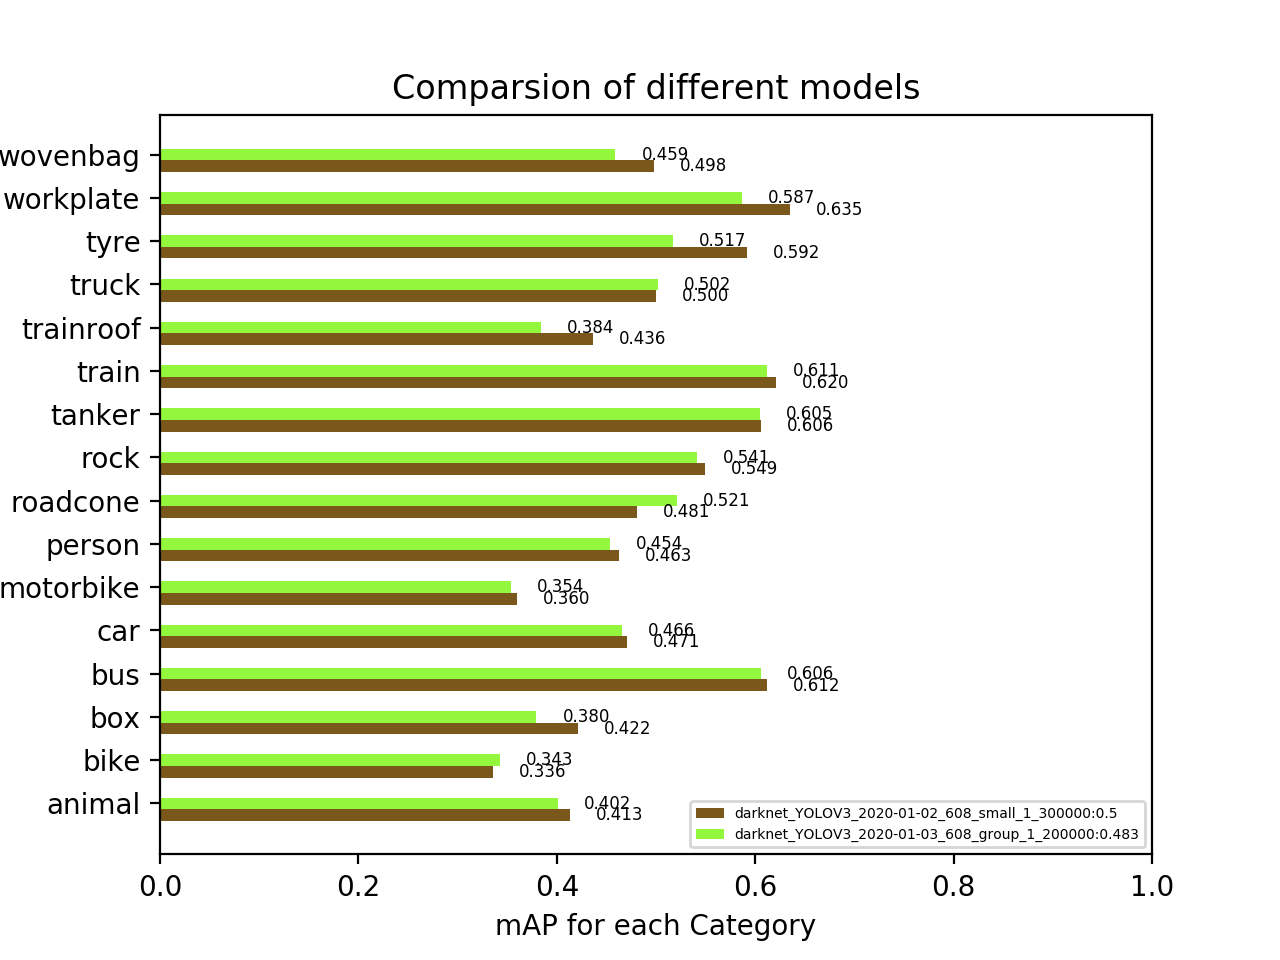 Comparsion of different models
wovenbag 0.459
0.498
workplate 0.587
0.635
tyre 0.517
0.592
truck 0.502
0.500
trainroof 0.384
0.436
train 0.611
0.620
tanker 0.605
0.606
rock 0.541
0.549
roadcone 0.521
0.481
person 0.454
0.463
motorbike 0.354
0.360
car 0.466
0.471
bus 0.606
0.612
box 0.380
0.422
bike 0.343
0.336
animal 0.402
0.413
darknet_YOLOV3_2020-01-02_608_small_1_300000:0.5
darknet_YOLOV3_2020-01-03_608_group_1_200000:0.483
0.0 0.2 0.4 0.6 0.8 1.0
mAP for each Category